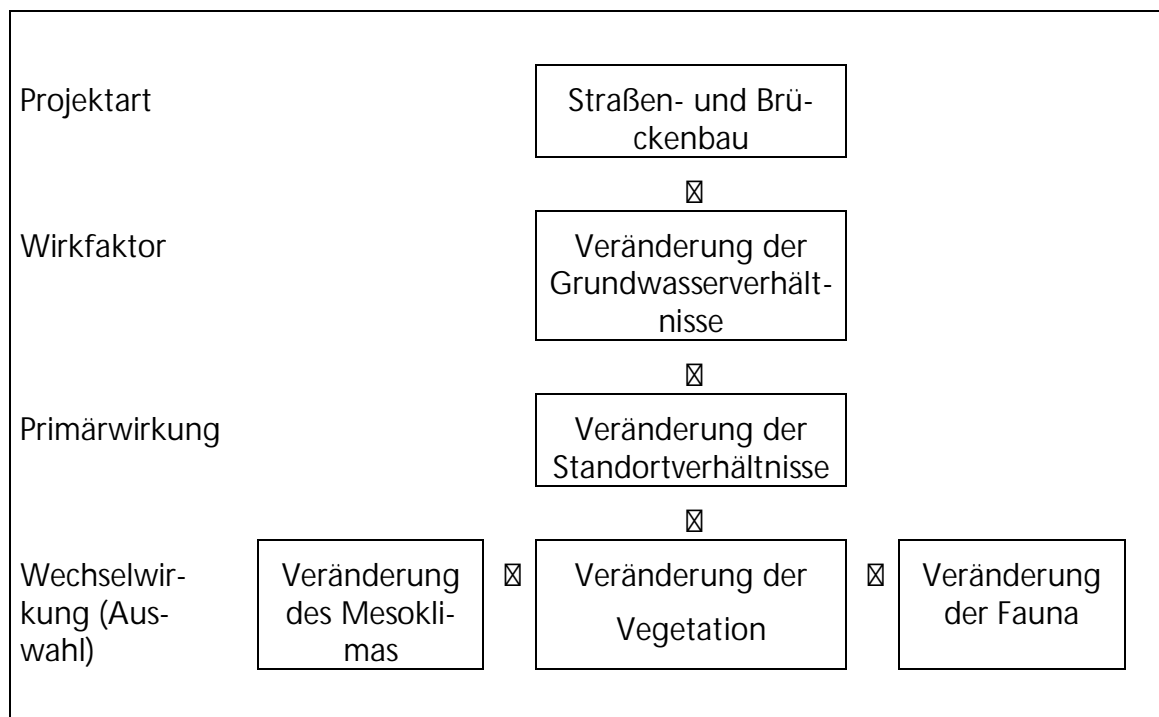 Projektart
Straßen- und Brü-
ckenbau
Wirkfaktor
Veränderung der
Grundwasserverhält-
nisse
Primärwirkung
Veränderung der
Standortverhältnisse
Wechselwir-
kung (Aus-
wahl)
Veränderung
des Mesokli-
mas
Veränderung der
Vegetation
Veränderung
der Fauna